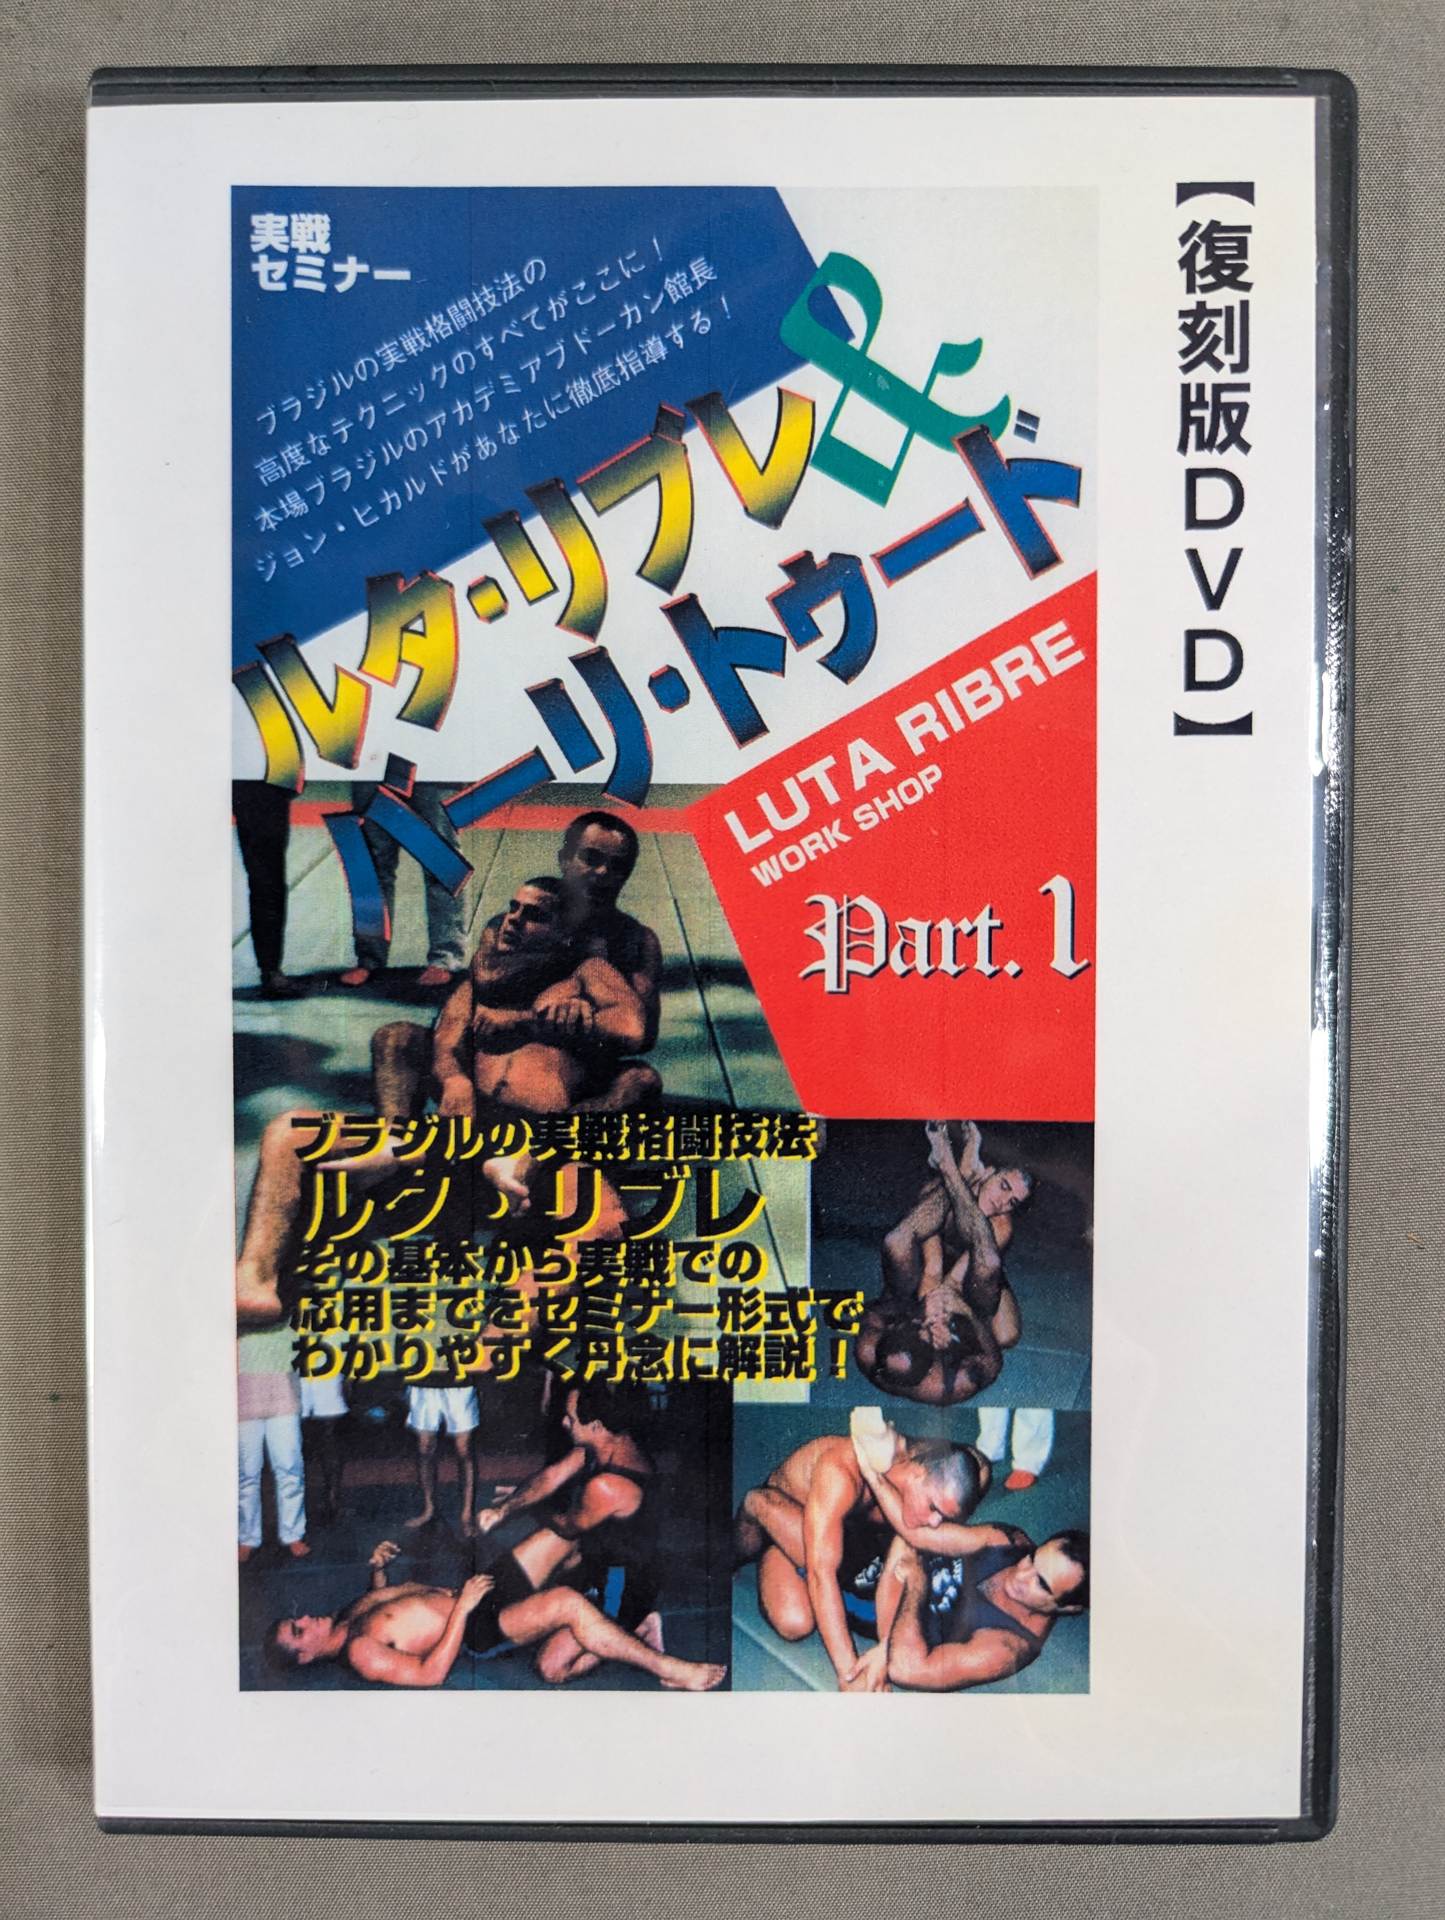 【復刻版DVD】
実戦
セミナー
ブラジルの実戦格闘技法の
高度なテクニックのすべてがここに!
本場ブラジルのアカデミアブドーカン館長
ジョン・ヒカルドがあなたに徹底指導する!
ルタ・リブレ&
バーリ・トゥード
LUTA RIBRE
WORK SHOP
Part. 1
ブラジルの実戦格闘技法
ルタ・リブレ
その基本から実戦での
応用までをセミナー形式で
わかりやすく丹念に解説!